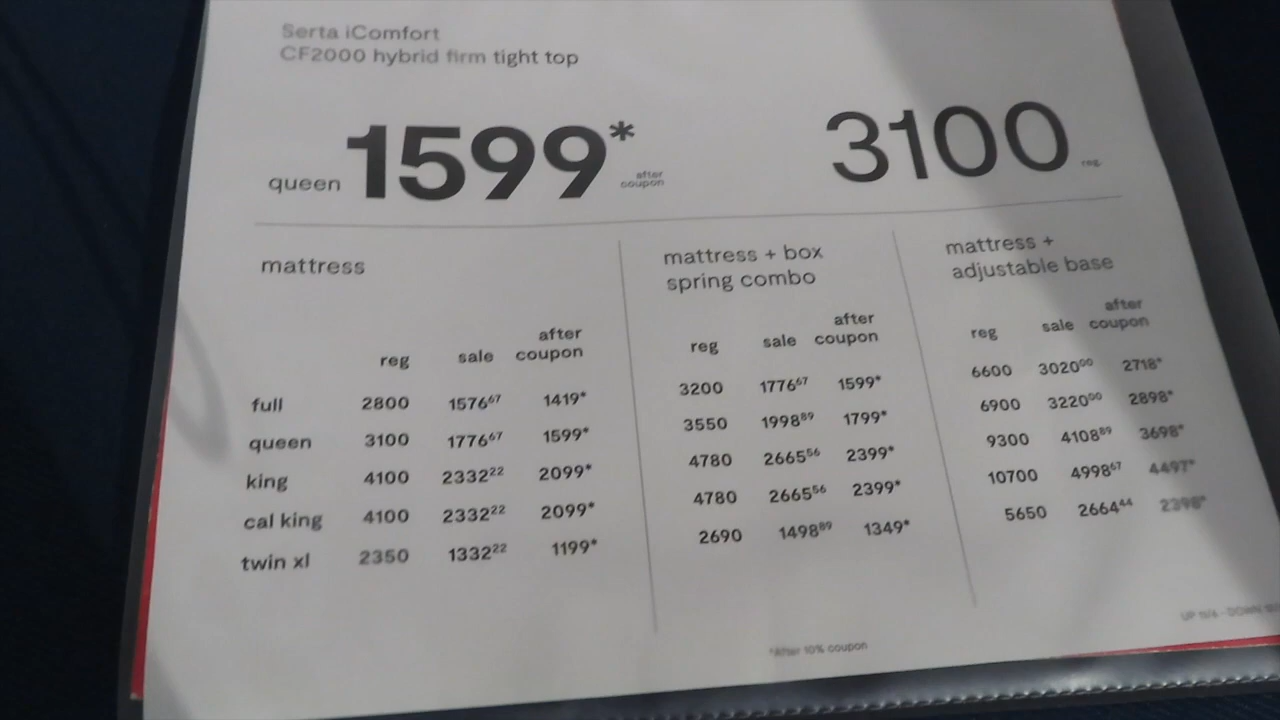 Serta iComfort
CF2000 hybrid firm tight top
queen 1599* after coupon
3100 reg.
mattress
reg sale after coupon
full 2800 1576⁶⁷ 1419*
queen 3100 1776⁶⁷ 1599*
king 4100 2332²² 2099*
cal king 4100 2332²² 2099*
twin xl 2350 1332²² 1199*
mattress + box
spring combo
reg sale after coupon
3200 1776⁶⁷ 1599*
3550 1998⁸⁹ 1799*
4780 2665⁵⁶ 2399*
4780 2665⁵⁶ 2399*
2690 1498⁸⁹ 1349*
mattress +
adjustable base
reg sale after coupon
6600 3020⁰⁰ 2718*
6900 3220⁰⁰ 2898*
9300 4108⁸⁹ 3698*
10700 4998⁶⁷ 4497*
5650 2664⁴⁴ 2398*
*After 10% coupon
UP 11/6 - DOWN